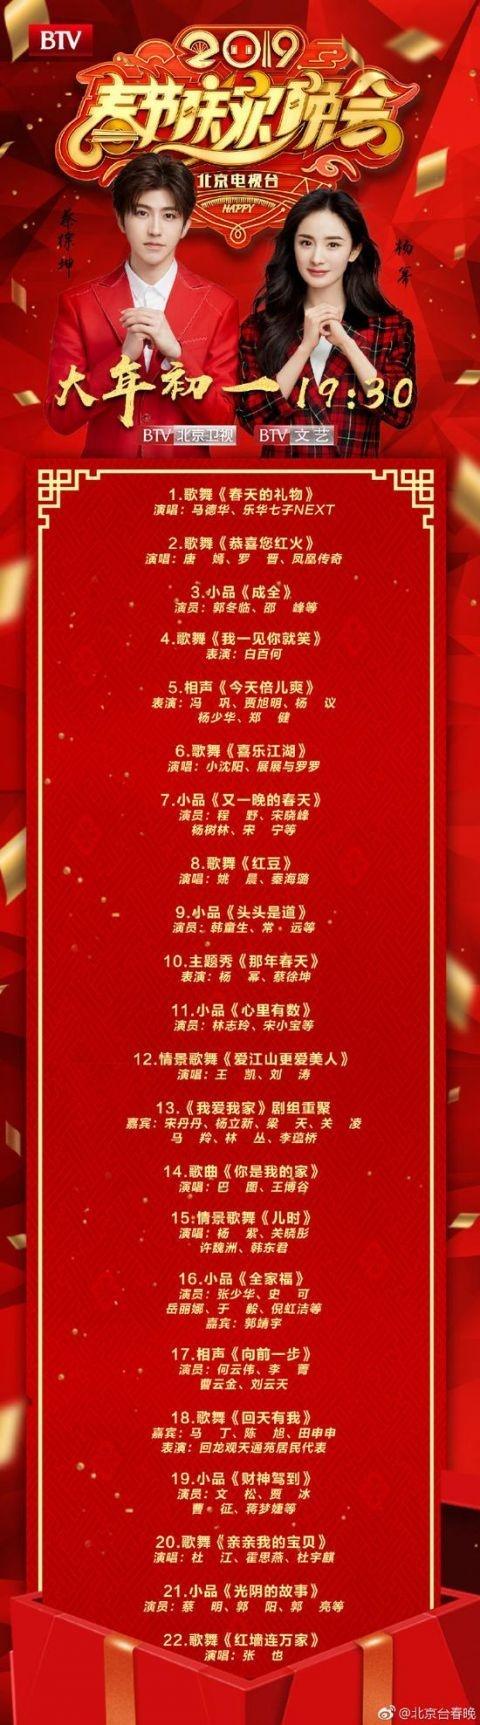 BTV
2019
春节联欢晚会
北京电视台
HAPPY
蔡徐坤
杨幂
大年初一 19:30
BTV 北京卫视 BTV 文艺
1.歌舞《春天的礼物》
演唱：马德华、乐华七子NEXT
2.歌舞《恭喜您红火》
演唱：唐 嫣、罗 晋、凤凰传奇
3.小品《成全》
演员：郭冬临、邵 峰等
4.歌舞《我一见你就笑》
表演：白百何
5.相声《今天倍儿爽》
表演：冯 巩、贾旭明、杨 议
杨少华、郑 健
6.歌舞《喜乐江湖》
演唱：小沈阳、展展与罗罗
7.小品《又一晚的春天》
演员：程 野、宋晓峰
杨树林、宋 宁等
8.歌舞《红豆》
演唱：姚 晨、秦海璐
9.小品《头头是道》
演员：韩童生、常 远等
10.主题秀《那年春天》
表演：杨 幂、蔡徐坤
11.小品《心里有数》
演员：林志玲、宋小宝等
12.情景歌舞《爱江山更爱美人》
演唱：王 凯、刘 涛
13.《我爱我家》剧组重聚
嘉宾：宋丹丹、杨立新、梁 天、关 凌
马 羚、林 丛、李蕴桥
14.歌曲《你是我的家》
演唱：巴 图、王博谷
15.情景歌舞《儿时》
演唱：杨 紫、关晓彤
许魏洲、韩东君
16.小品《全家福》
演员：张少华、史 可
岳丽娜、于 毅、倪虹洁等
嘉宾：郭靖宇
17.相声《向前一步》
演员：何云伟、李 菁
曹云金、刘云天
18.歌舞《回天有我》
嘉宾：马 丁、陈 旭、田申申
表演：回龙观天通苑居民代表
19.小品《财神驾到》
演员：文 松、贾 冰
曹 征、蒋梦婕等
20.歌舞《亲亲我的宝贝》
演唱：杜 江、霍思燕、杜宇麒
21.小品《光阴的故事》
演员：蔡 明、郭 阳、郭 亮等
22.歌舞《红墙连万家》
演唱：张 也
@北京台春晚